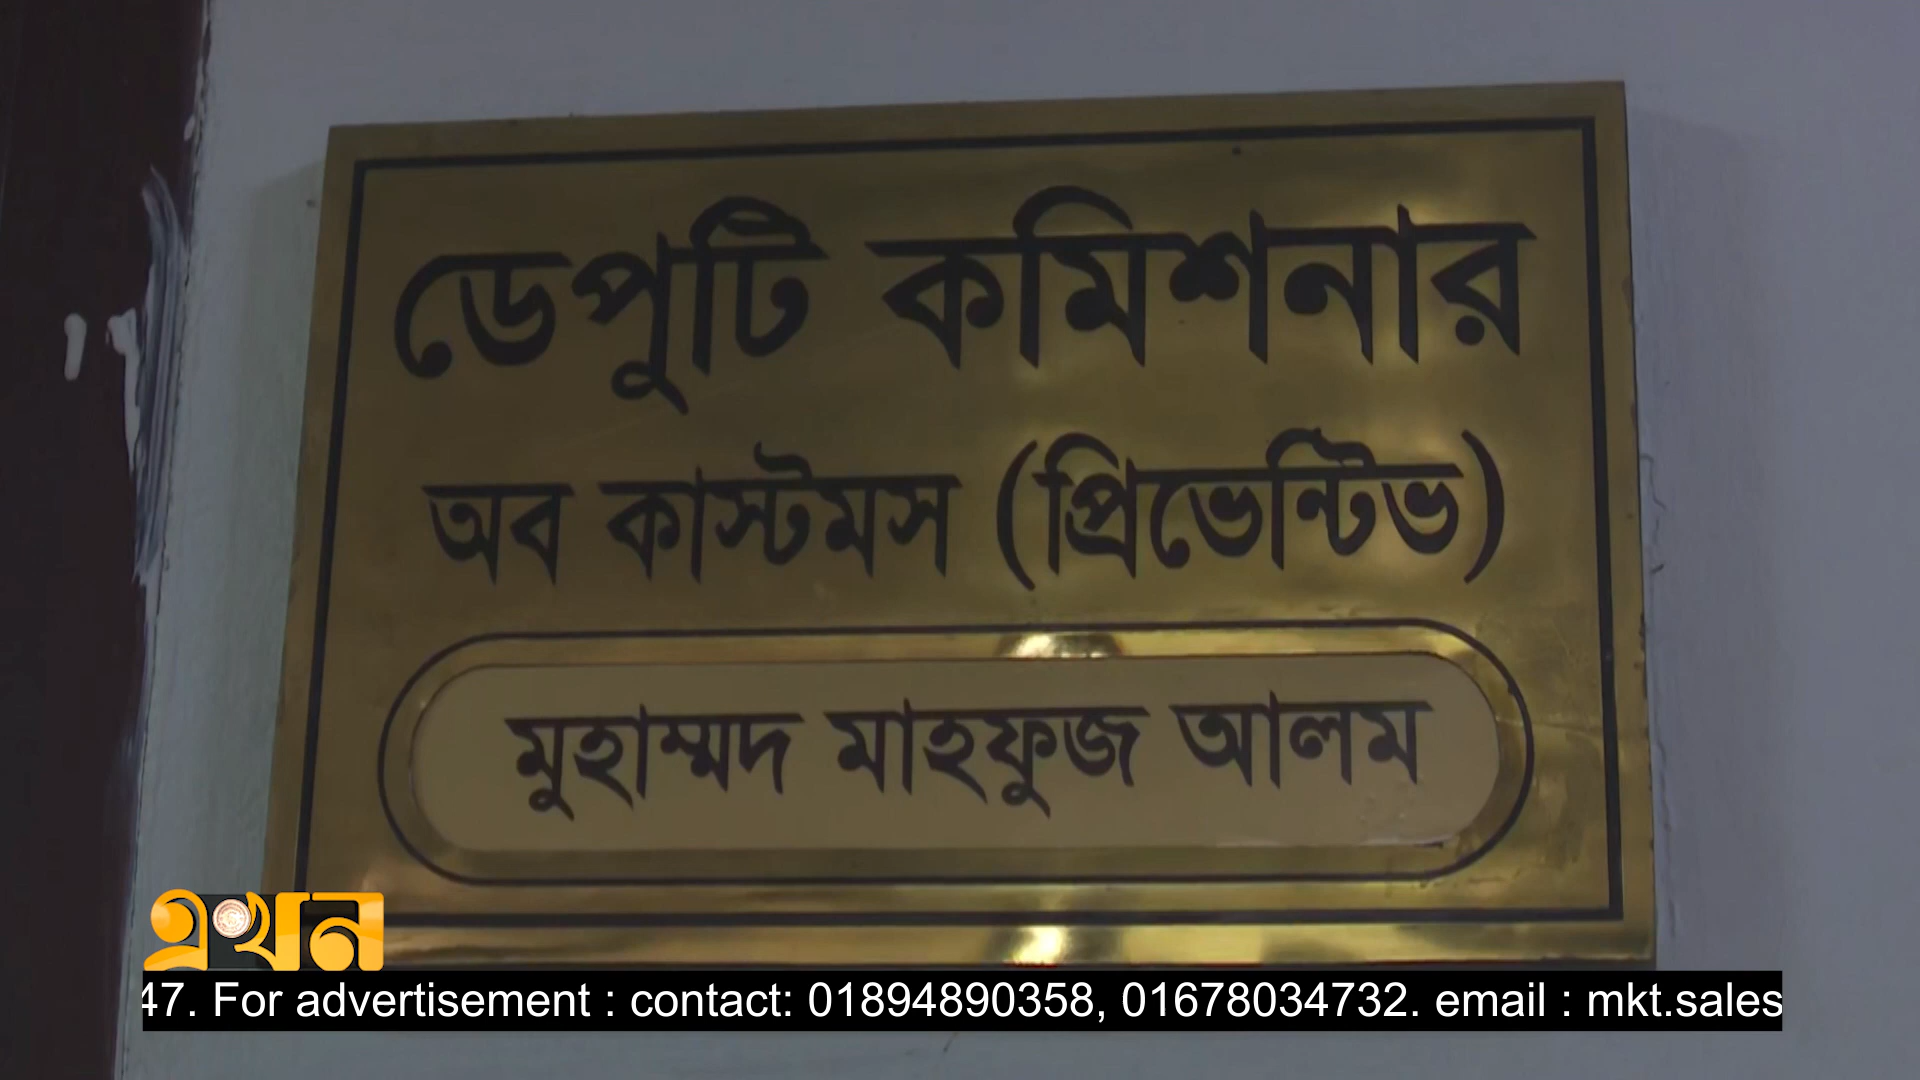 ডেপুটি কমিশনার
অব কাস্টমস (প্রিভেন্টিভ)
মুহাম্মদ মাহফুজ আলম
এখন
47. For advertisement : contact: 01894890358, 01678034732. email : mkt.sales